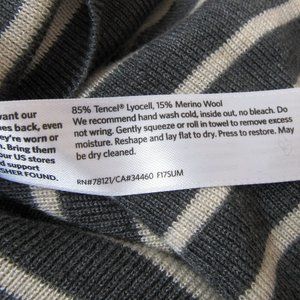 want our
es back, even
ey're worn or
. Bring them
our US stores
d support
SHER FOUND.
85% Tencel® Lyocell, 15% Merino Wool
We recommend hand wash cold, inside out, no bleach. Do
not wring. Gently squeeze or roll in towel to remove excess
moisture. Reshape and lay flat to dry. Press to restore. May
be dry cleaned.
RN#78121/CA#34460 F17SUM